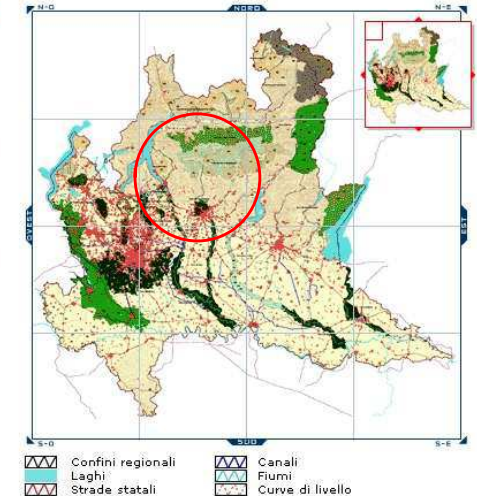 N-O NORD N-E
OVEST
EST
S-O SUD S-E
Confini regionali
Laghi
Strade statali
Canali
Fiumi
Curve di livello